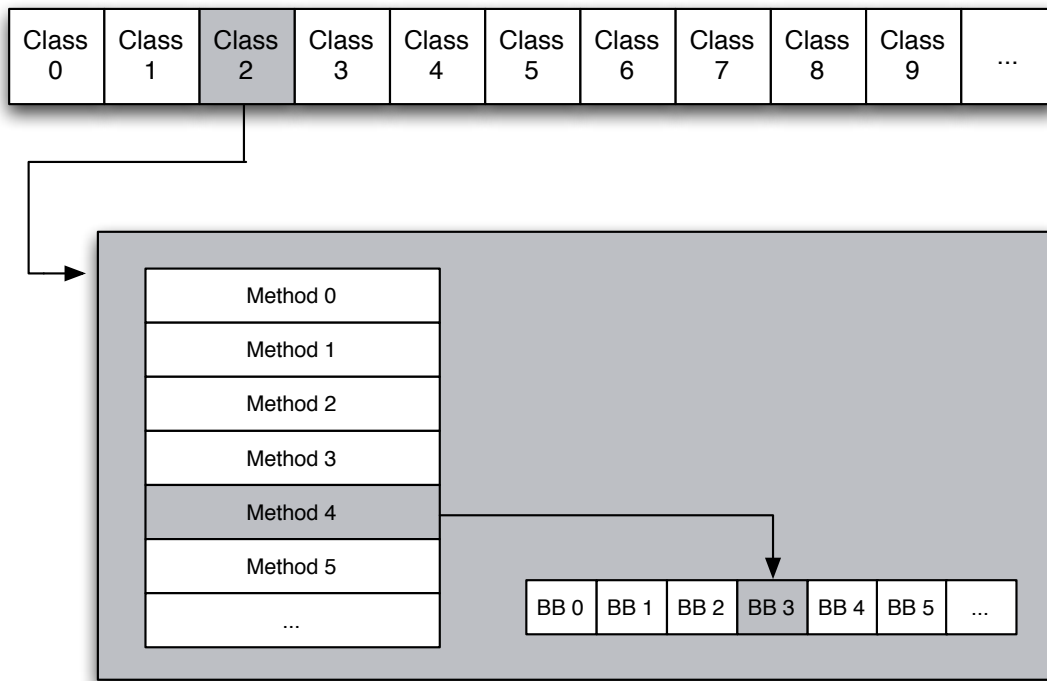 Class 0
Class 1
Class 2
Class 3
Class 4
Class 5
Class 6
Class 7
Class 8
Class 9
...
Method 0
Method 1
Method 2
Method 3
Method 4
Method 5
...
BB 0
BB 1
BB 2
BB 3
BB 4
BB 5
...